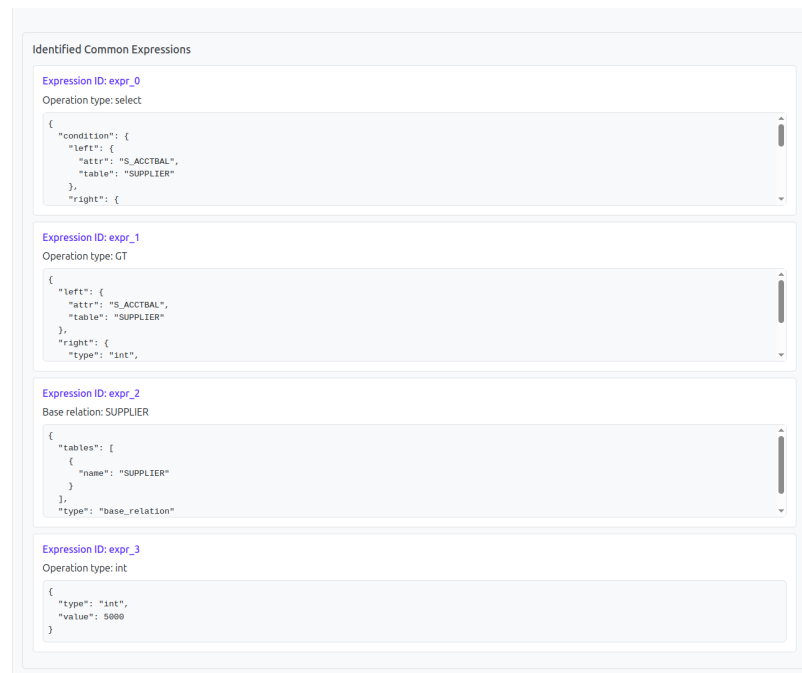 Identified Common Expressions
Expression ID: expr_0
Operation type: select
{
  "condition": {
    "left": {
      "attr": "S_ACCTBAL",
      "table": "SUPPLIER"
    },
    "right": {
Expression ID: expr_1
Operation type: GT
{
  "left": {
    "attr": "S_ACCTBAL",
    "table": "SUPPLIER"
  },
  "right": {
    "type": "int",
Expression ID: expr_2
Base relation: SUPPLIER
{
  "tables": [
    {
      "name": "SUPPLIER"
    }
  ],
  "type": "base_relation"
Expression ID: expr_3
Operation type: int
{
  "type": "int",
  "value": 5000
}